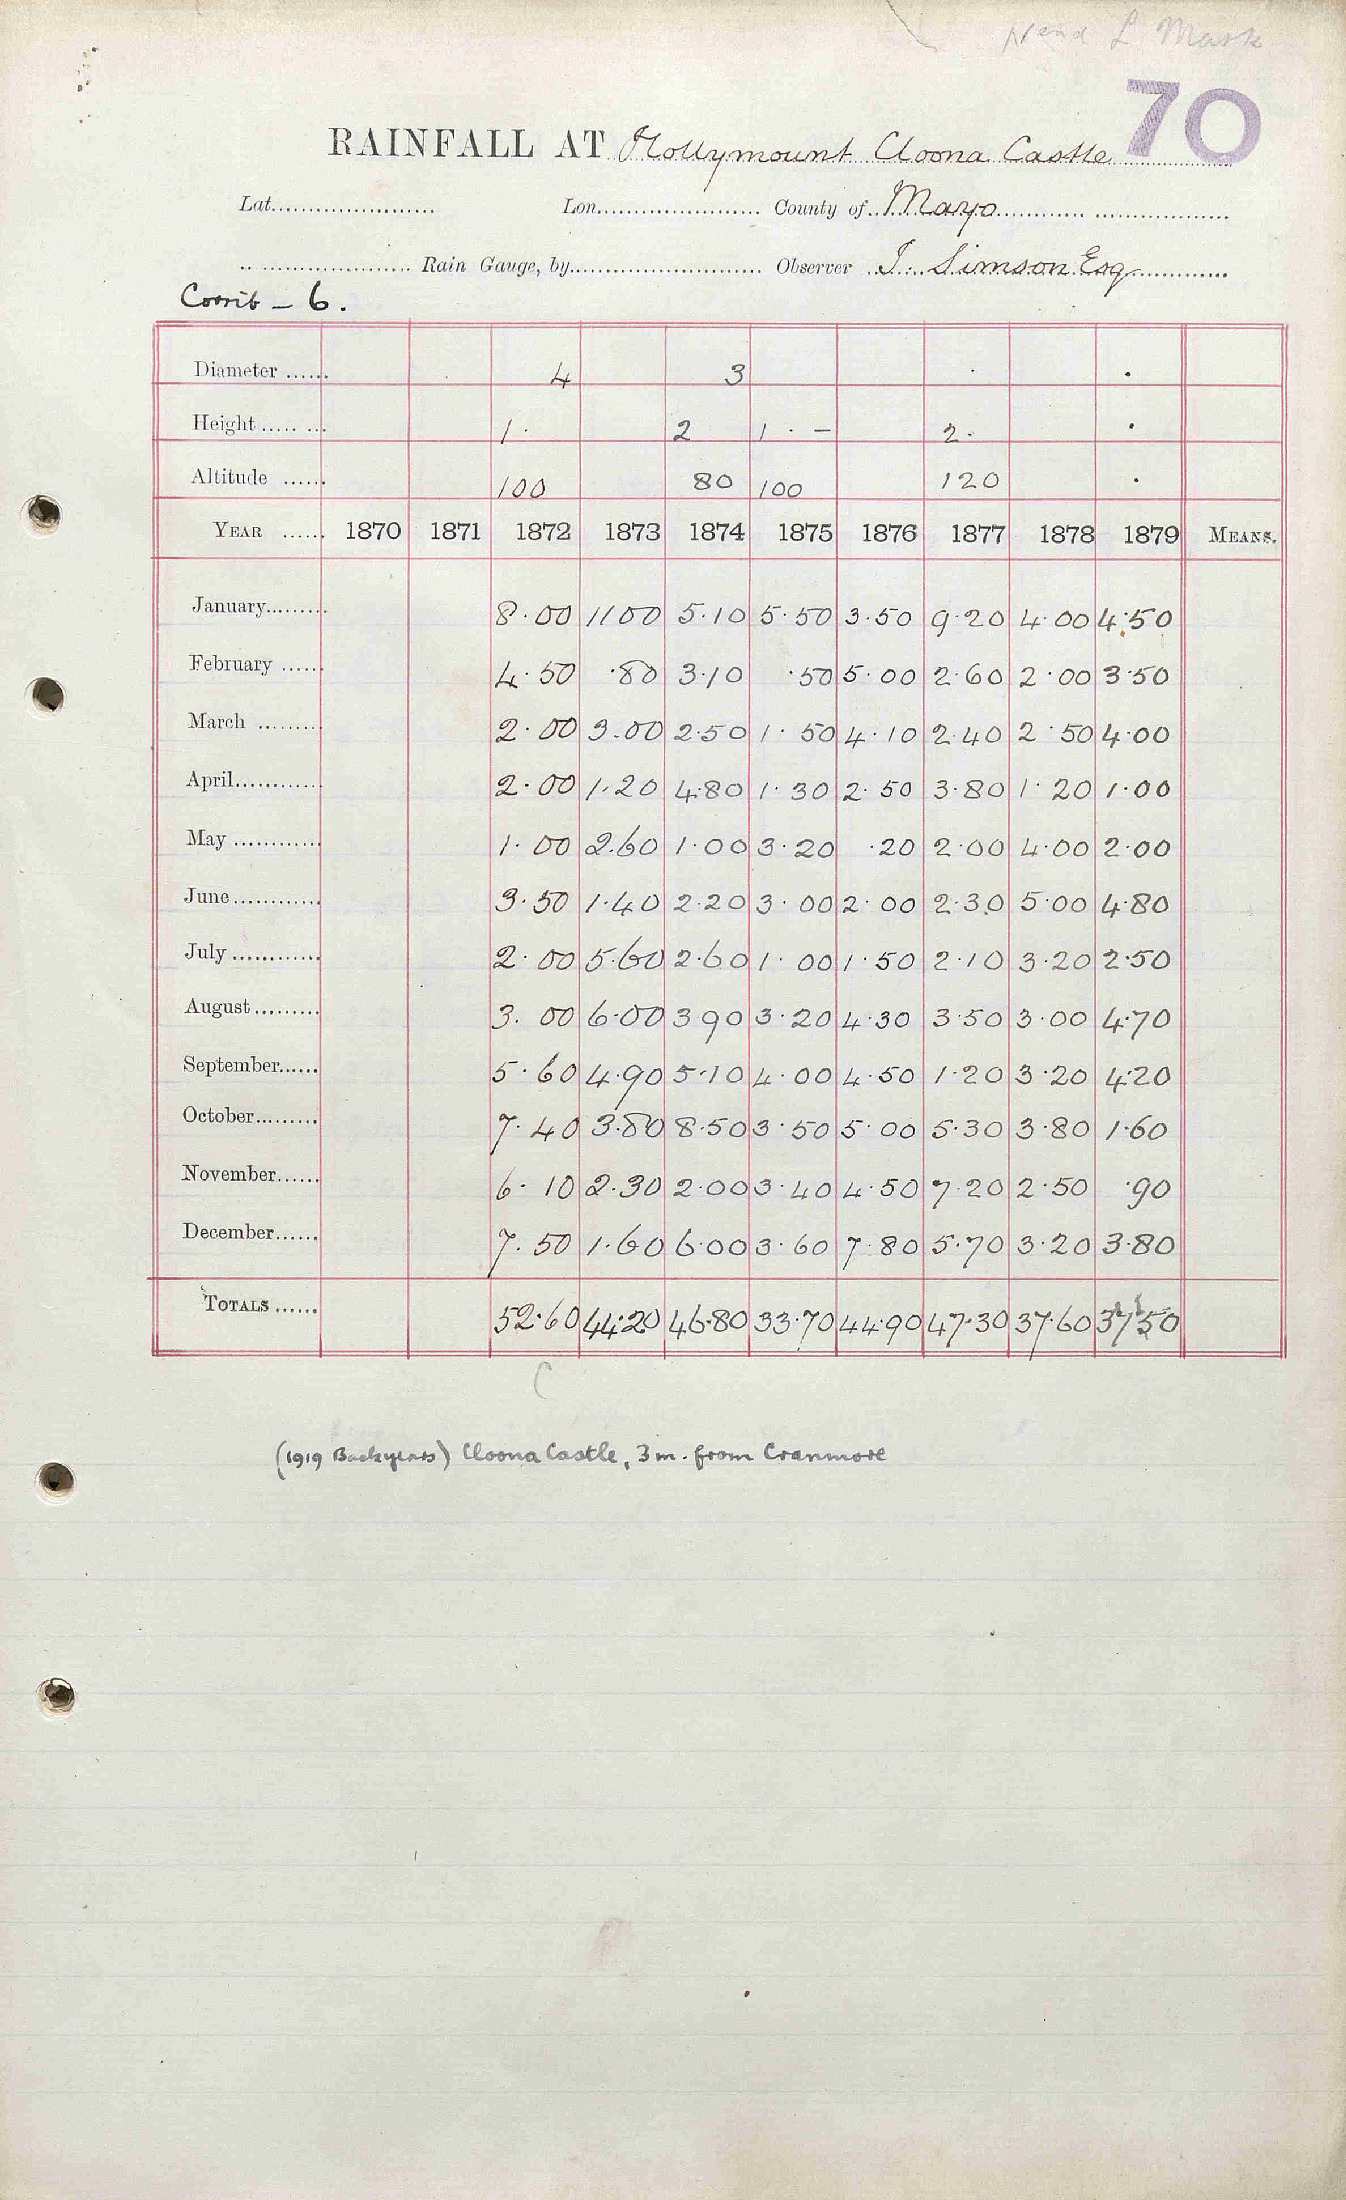 Head L Mask
70
RAINFALL AT Hollymount Cloona Castle
Lat. Lon. County of Mayo
Rain Gauge, by Observer J. Simson Esq
Corrib - 6.
Diameter 4 3
Height 1 · 2 1 · - 2 ·
Altitude 100 80 100 120
YEAR 1870 1871 1872 1873 1874 1875 1876 1877 1878 1879 MEANS.
January 8·00 11 00 5·10 5·50 3·50 9·20 4·00 4·50
February 4·50 ·80 3·10 ·50 5·00 2·60 2·00 3·50
March 2·00 3·00 2·50 1·50 4·10 2·40 2·50 4·00
April 2·00 1·20 4·80 1·30 2·50 3·80 1·20 1·00
May 1·00 2·60 1·00 3·20 ·20 2·00 4·00 2·00
June 3·50 1·40 2·20 3·00 2·00 2·30 5·00 4·80
July 2·00 5·60 2·60 1·00 1·50 2·10 3·20 2·50
August 3·00 6·00 3 90 3·20 4·30 3·50 3·00 4·70
September 5·60 4·90 5·10 4·00 4·50 1·20 3·20 4·20
October 7·40 3·80 8·50 3·50 5·00 5·30 3·80 1·60
November 6·10 2·30 2·00 3·40 4·50 7·20 2·50 ·90
December 7·50 1·60 6·00 3·60 7·80 5·70 3·20 3·80
TOTALS 52·60 44·20 46·80 33·70 44·90 47·30 37·60 37·50
C
(1919 Backyears) Cloona Castle, 3 m. from Cranmore